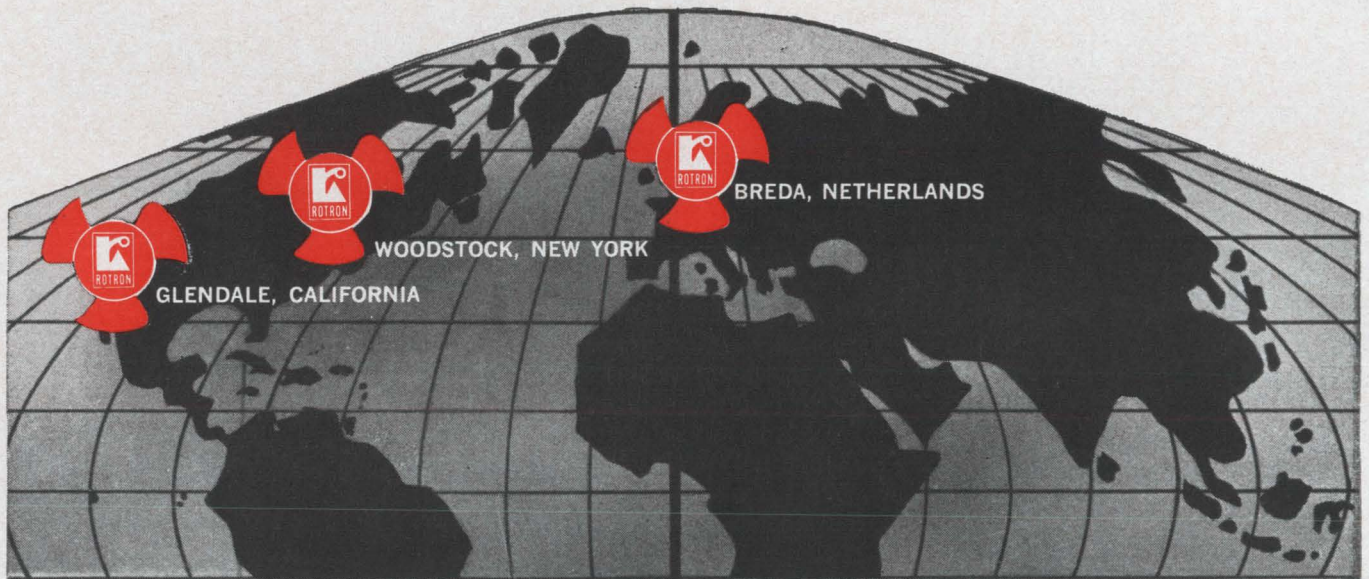 ROTRON
BREDA, NETHERLANDS
ROTRON
WOODSTOCK, NEW YORK
ROTRON
GLENDALE, CALIFORNIA